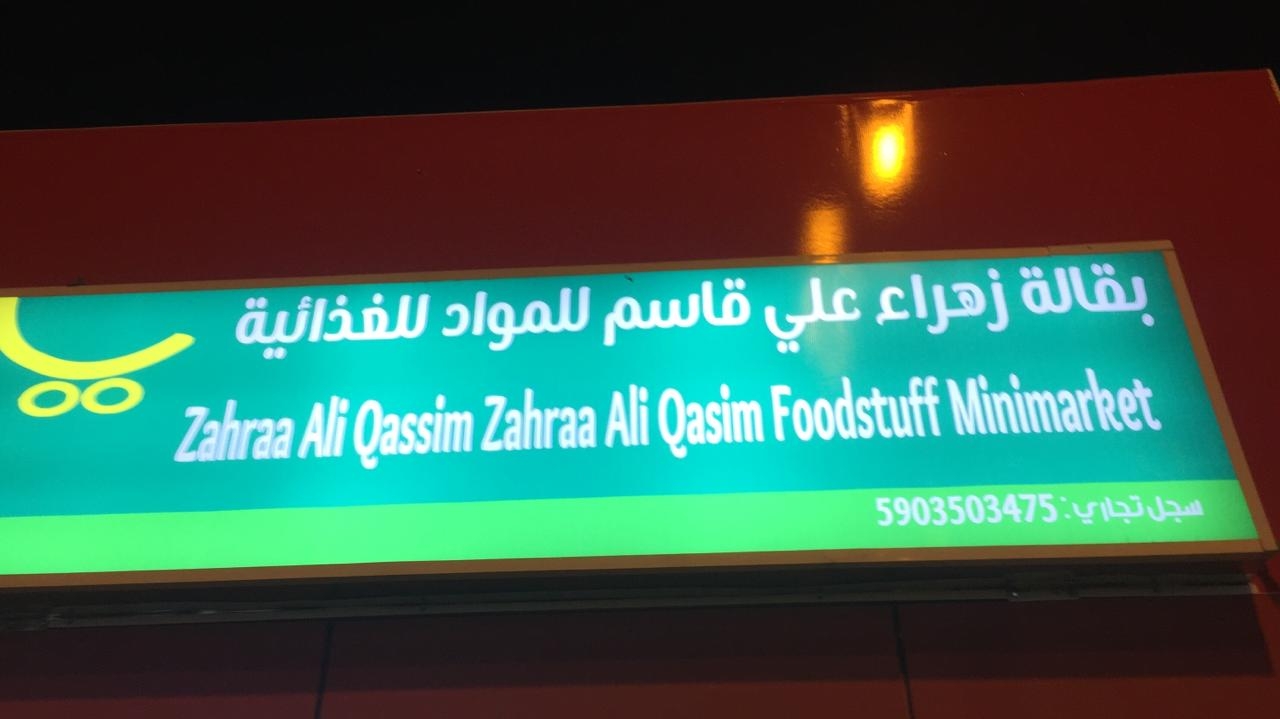 بقالة زهراء علي قاسم للمواد للغذائية
Zahraa Ali Qassim Zahraa Ali Qasim Foodstuff Minimarket
سجل تجاري: 5903503475